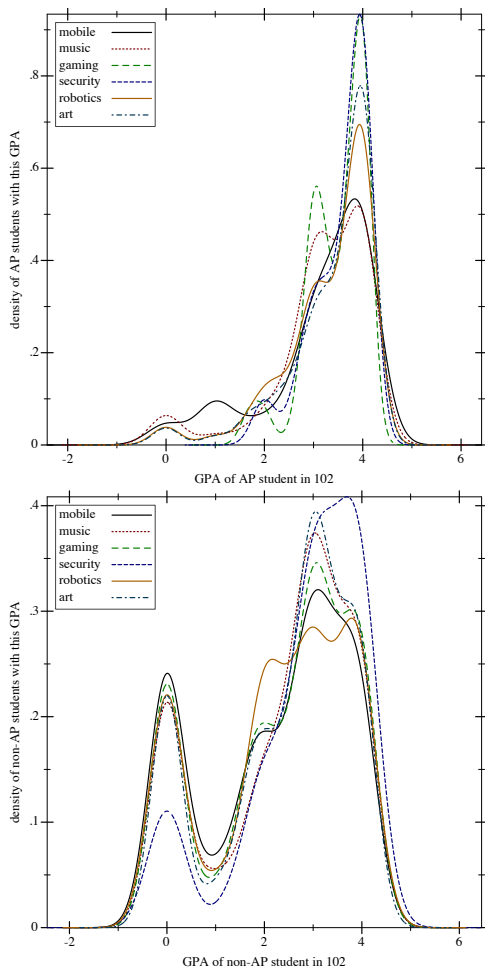 mobile
music
gaming
security
robotics
art
.8
.6
.4
.2
0
density of AP students with this GPA
-2
0
2
4
6
GPA of AP student in 102
mobile
music
gaming
security
robotics
art
.4
.3
.2
.1
0
density of non-AP students with this GPA
-2
0
2
4
6
GPA of non-AP student in 102